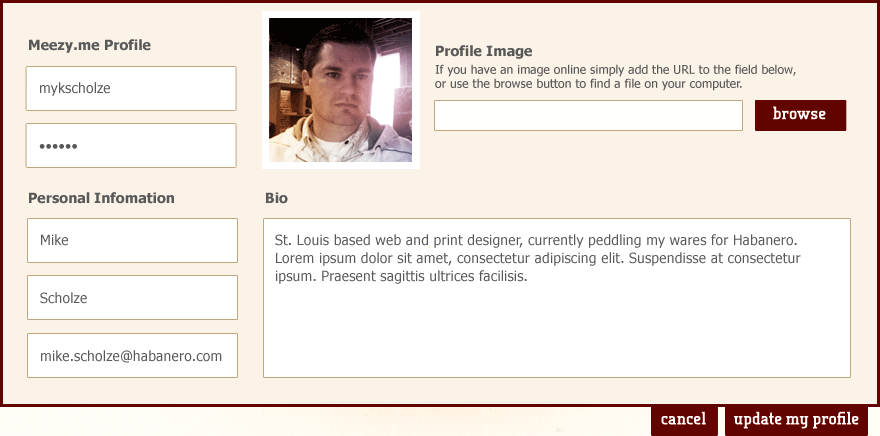 Meezy.me Profile
mykscholze
••••••
Profile Image
If you have an image online simply add the URL to the field below,
or use the browse button to find a file on your computer.
browse
Personal Infomation
Mike
Scholze
mike.scholze@habanero.com
Bio
St. Louis based web and print designer, currently peddling my wares for Habanero.
Lorem ipsum dolor sit amet, consectetur adipiscing elit. Suspendisse at consectetur
ipsum. Praesent sagittis ultrices facilisis.
cancel
update my profile